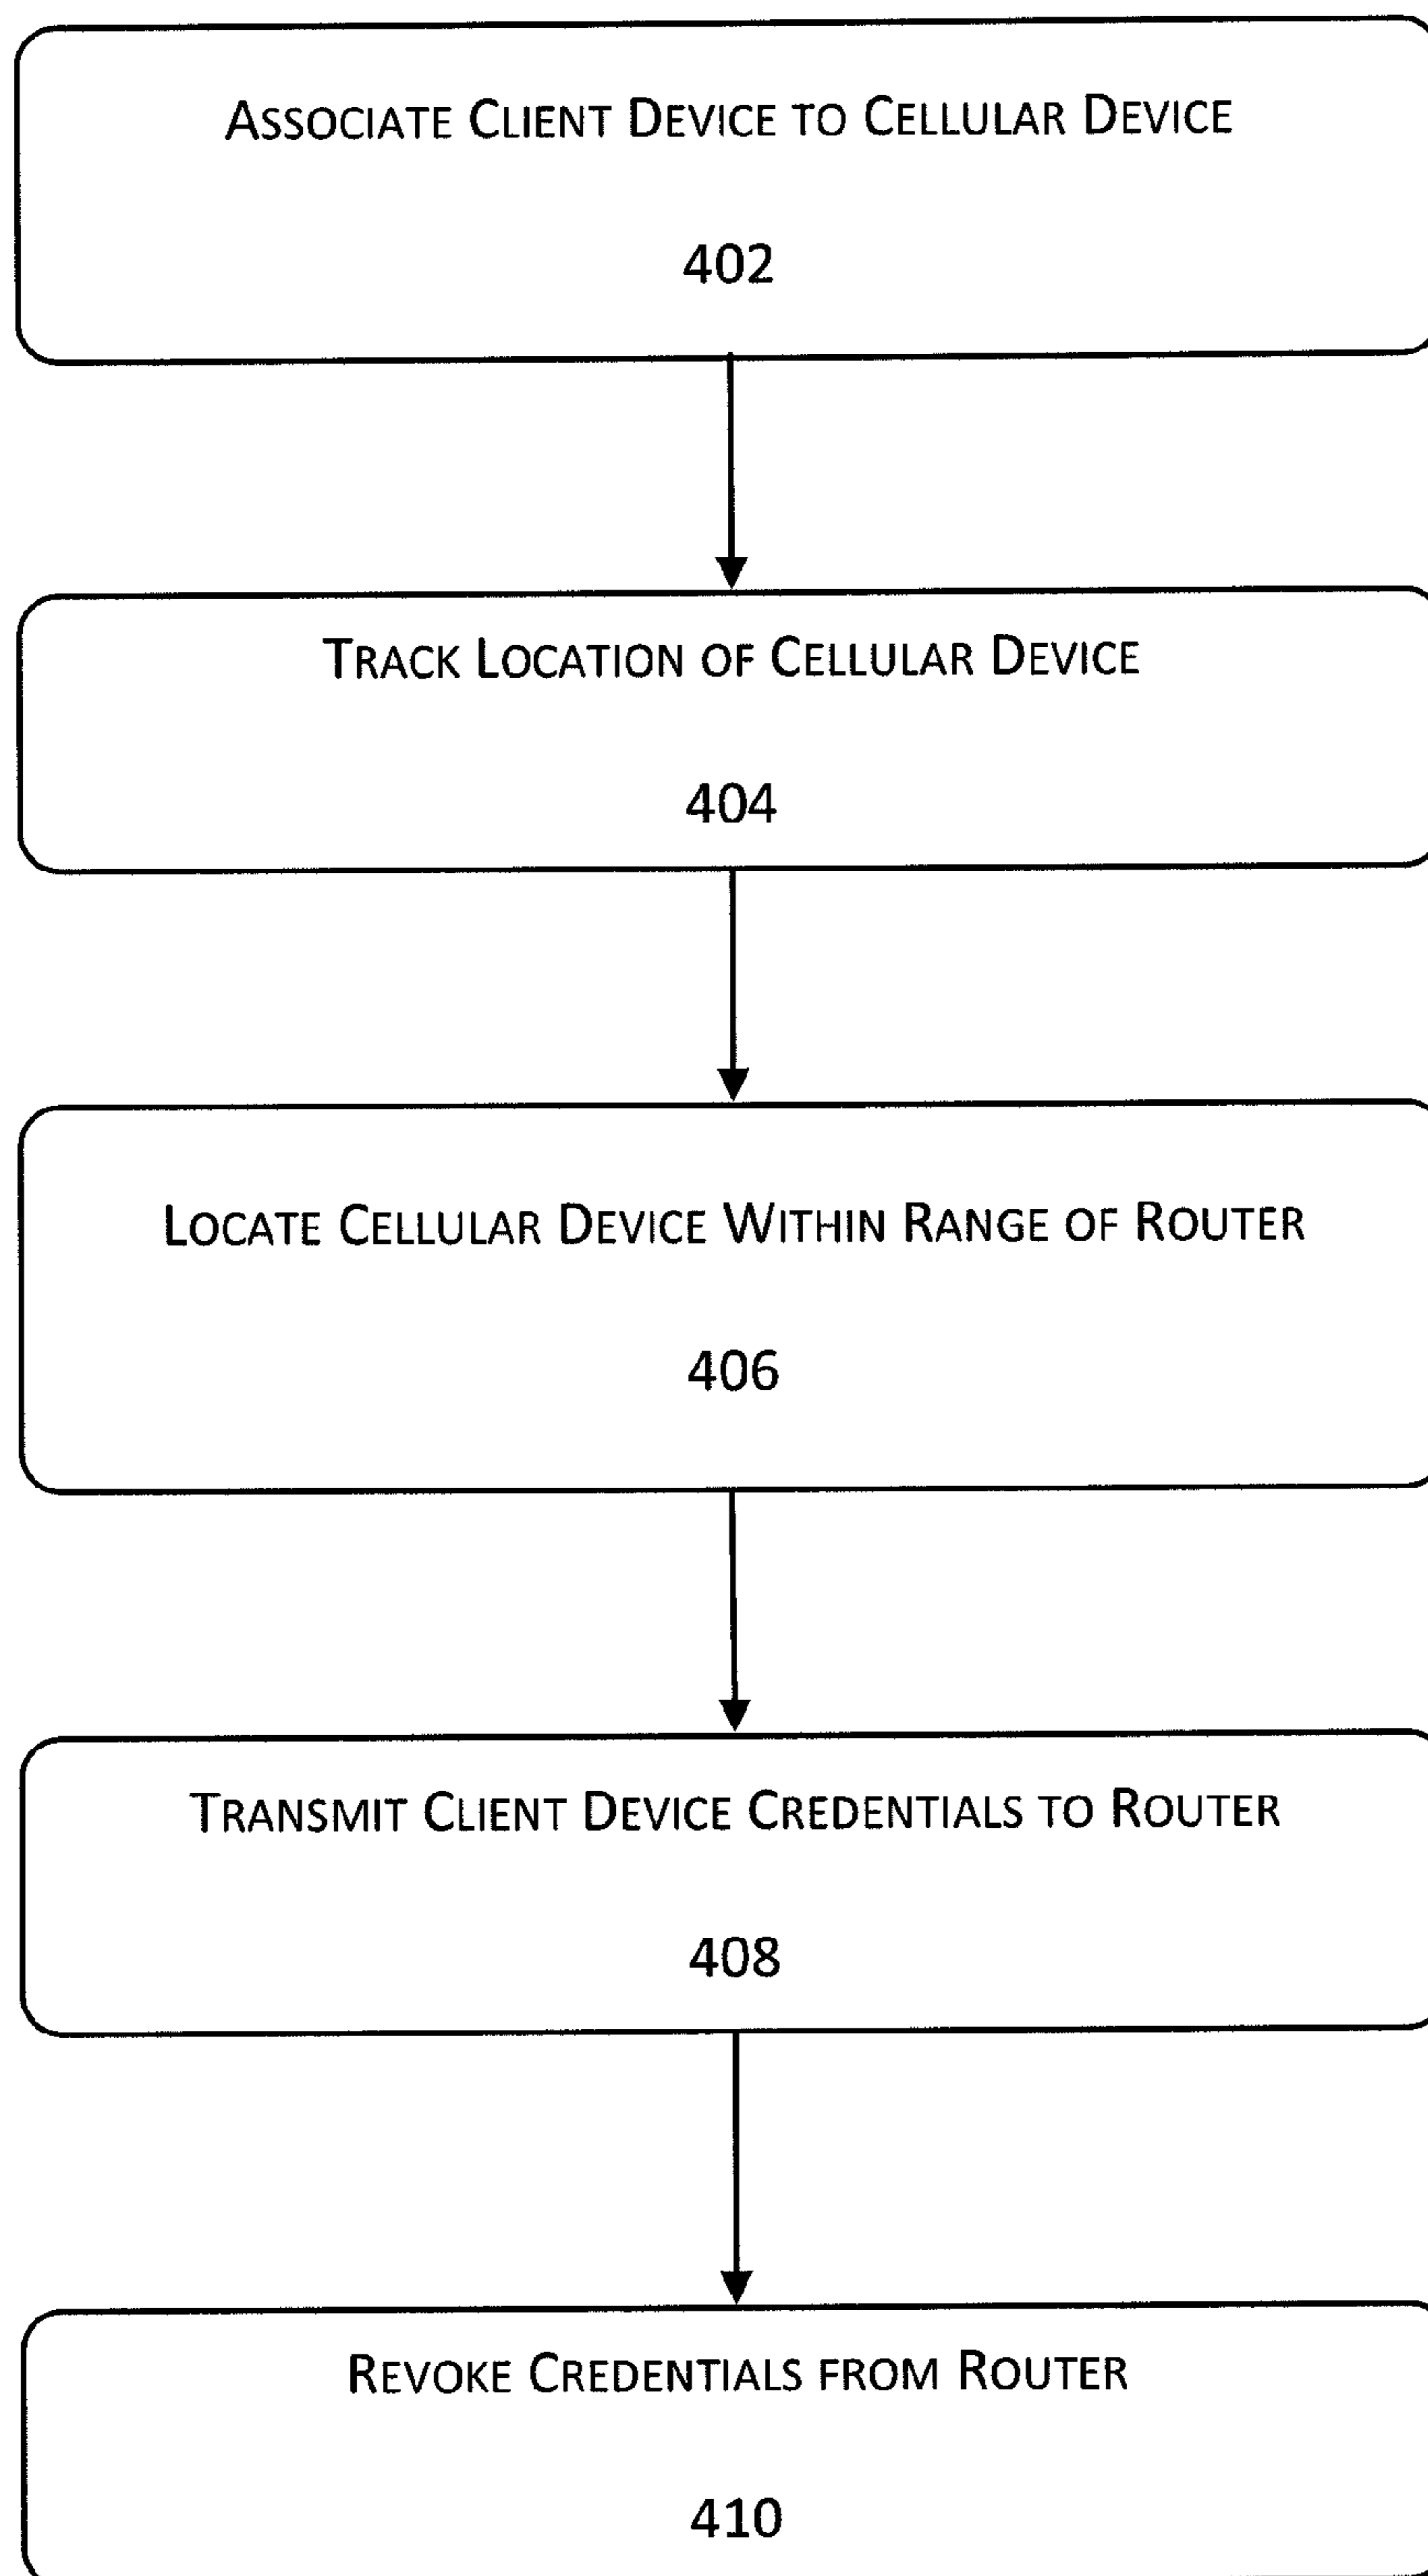 Associate Client Device to Cellular Device
402
Track Location of Cellular Device
404
Locate Cellular Device Within Range of Router
406
Transmit Client Device Credentials to Router
408
Revoke Credentials from Router
410